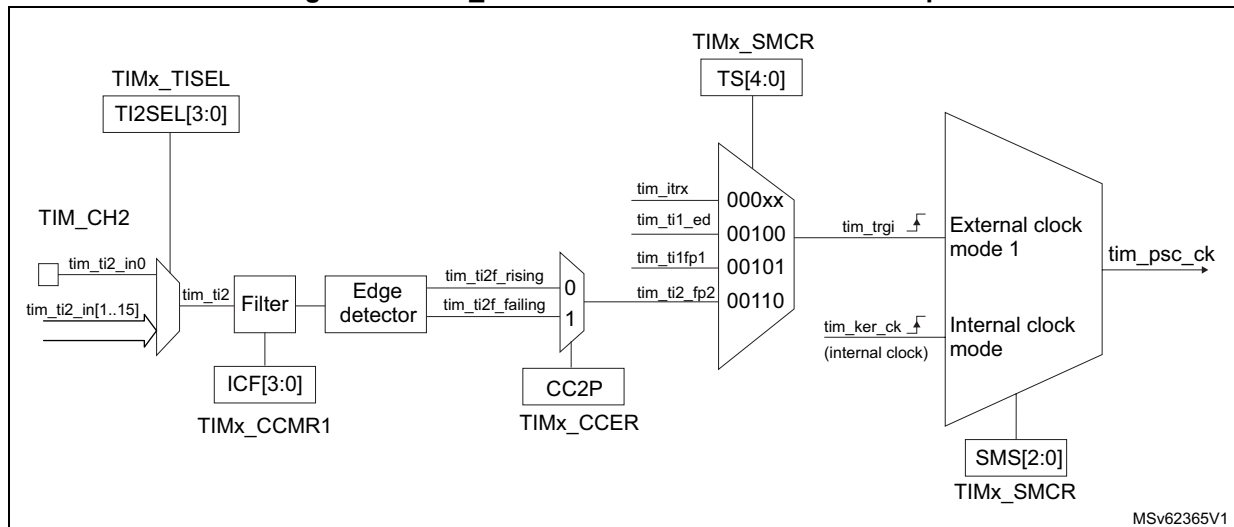 TIMx_SMCR
TS[4:0]
TIMx_TISEL
TI2SEL[3:0]
TIM_CH2
tim_ti2_in0
tim_ti2_in[1..15]
tim_ti2
Filter
ICF[3:0]
TIMx_CCMR1
Edge
detector
tim_ti2f_rising
tim_ti2f_failing
0
1
CC2P
TIMx_CCER
tim_itrx
tim_ti1_ed
tim_ti1fp1
tim_ti2_fp2
000xx
00100
00101
00110
tim_trgi
External clock
mode 1
tim_ker_ck
(internal clock)
Internal clock
mode
tim_psc_ck
SMS[2:0]
TIMx_SMCR
MSv62365V1